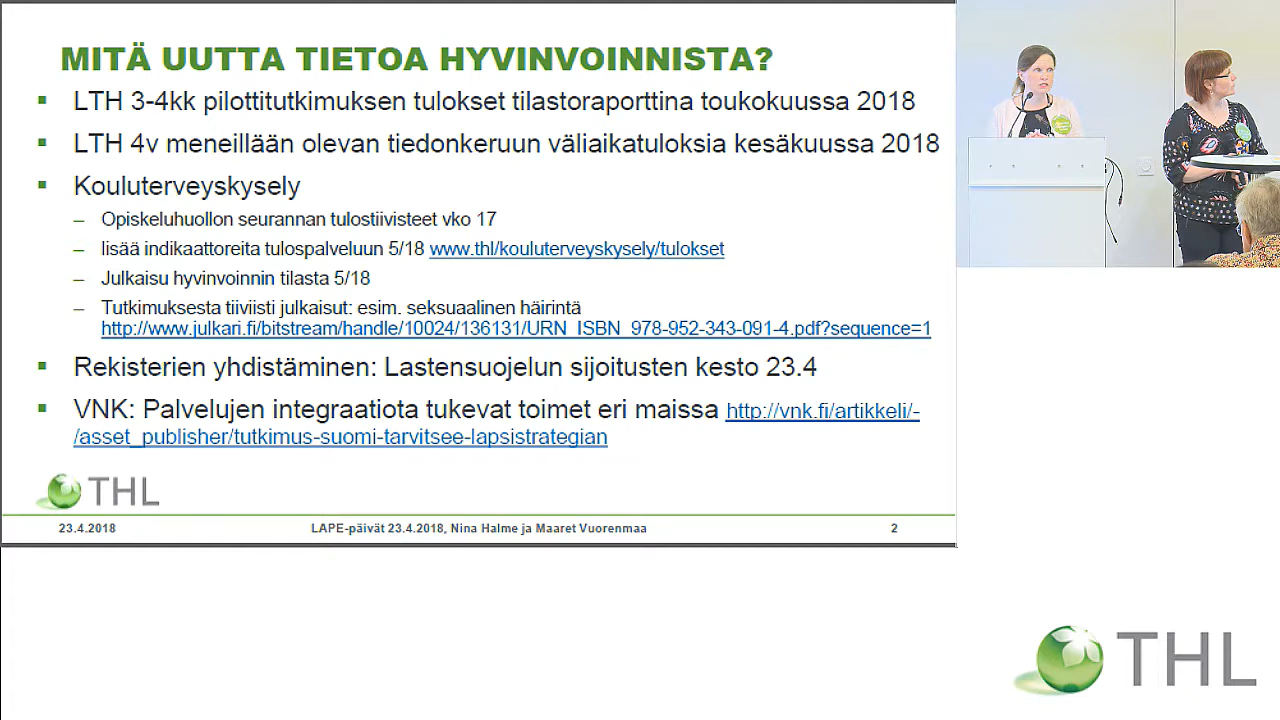 MITÄ UUTTA TIETOA HYVINVOINNISTA?
LTH 3-4kk pilottitutkimuksen tulokset tilastoraporttina toukokuussa 2018
LTH 4v meneillään olevan tiedonkeruun väliaikatuloksia kesäkuussa 2018
Kouluterveyskysely
– Opiskeluhuollon seurannan tulostiivisteet vko 17
– lisää indikaattoreita tulospalveluun 5/18 www.thl/kouluterveyskysely/tulokset
– Julkaisu hyvinvoinnin tilasta 5/18
– Tutkimuksesta tiiviisti julkaisut: esim. seksuaalinen häirintä
http://www.julkari.fi/bitstream/handle/10024/136131/URN_ISBN_978-952-343-091-4.pdf?sequence=1
Rekisterien yhdistäminen: Lastensuojelun sijoitusten kesto 23.4
VNK: Palvelujen integraatiota tukevat toimet eri maissa http://vnk.fi/artikkeli/-
/asset_publisher/tutkimus-suomi-tarvitsee-lapsistrategian
THL
23.4.2018 LAPE-päivät 23.4.2018, Nina Halme ja Maaret Vuorenmaa 2
THL